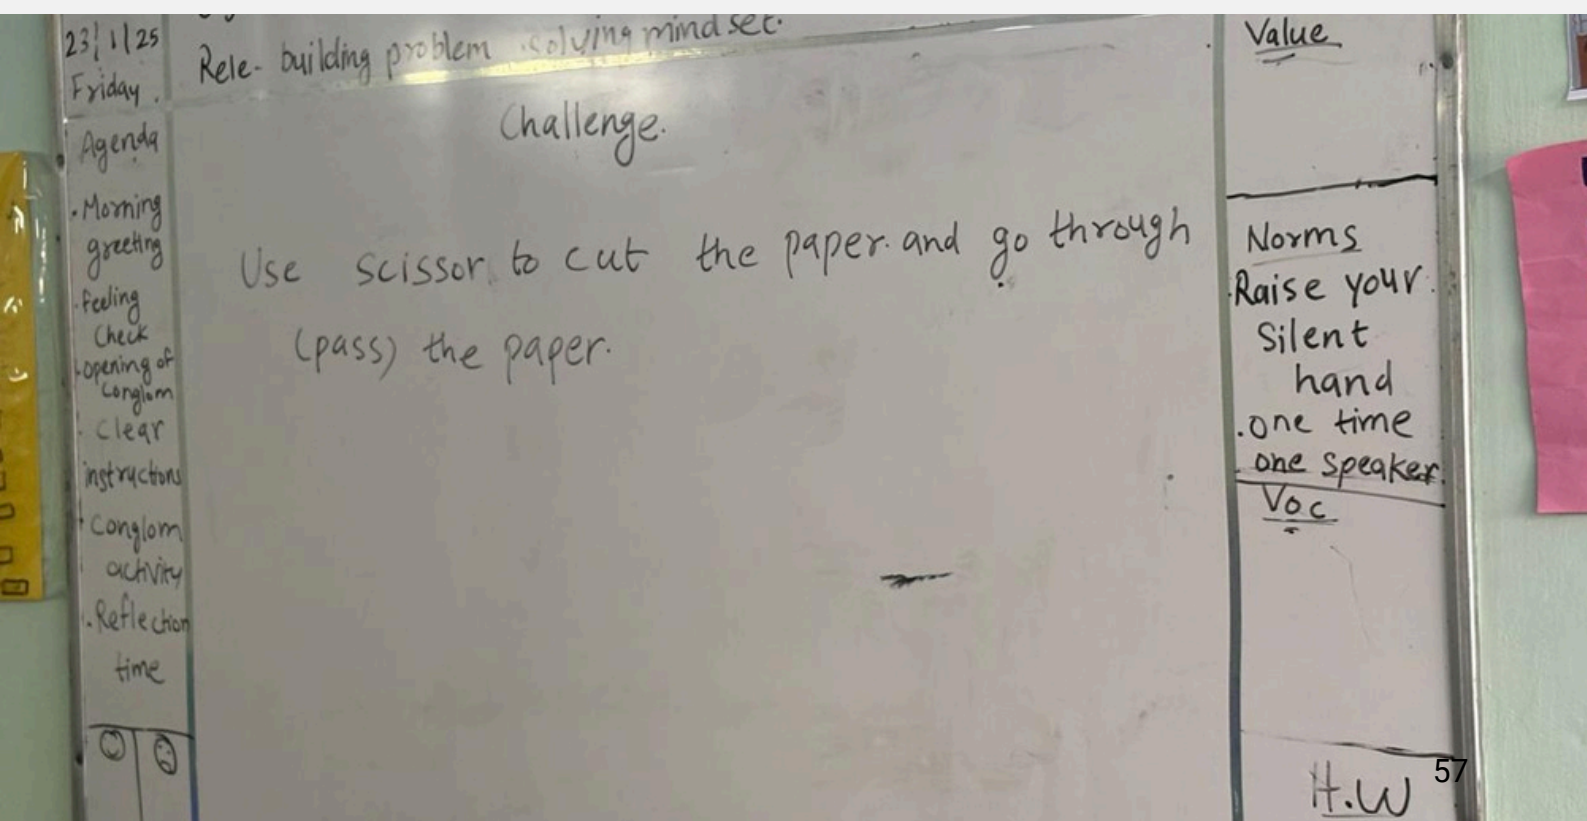 23/1/25
Friday.
Rele- building problem solving mindset.
Agenda
· Morning
greeting
· feeling
Check
· opening of
Conglom
· Clear
instructions
· Conglom
activity
· Reflection
time
Challenge.
Use scissor to cut the paper and go through
(pass) the paper.
Value
Norms
· Raise your
Silent
hand
· one time
one speaker
Voc
H.W
57